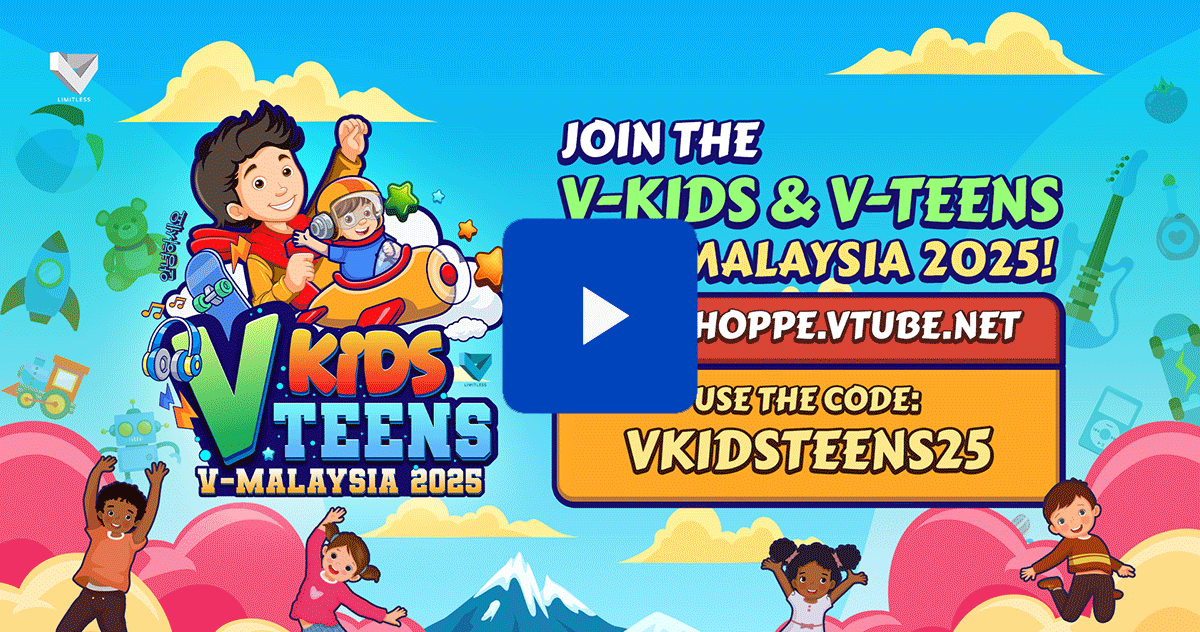 LIMITLESS
JOIN THE
V-KIDS & V-TEENS
MALAYSIA 2025!
HOPPE.VTUBE.NET
USE THE CODE:
VKIDSTEENS25
V KIDS
LIMITLESS
TEENS
V-MALAYSIA 2025